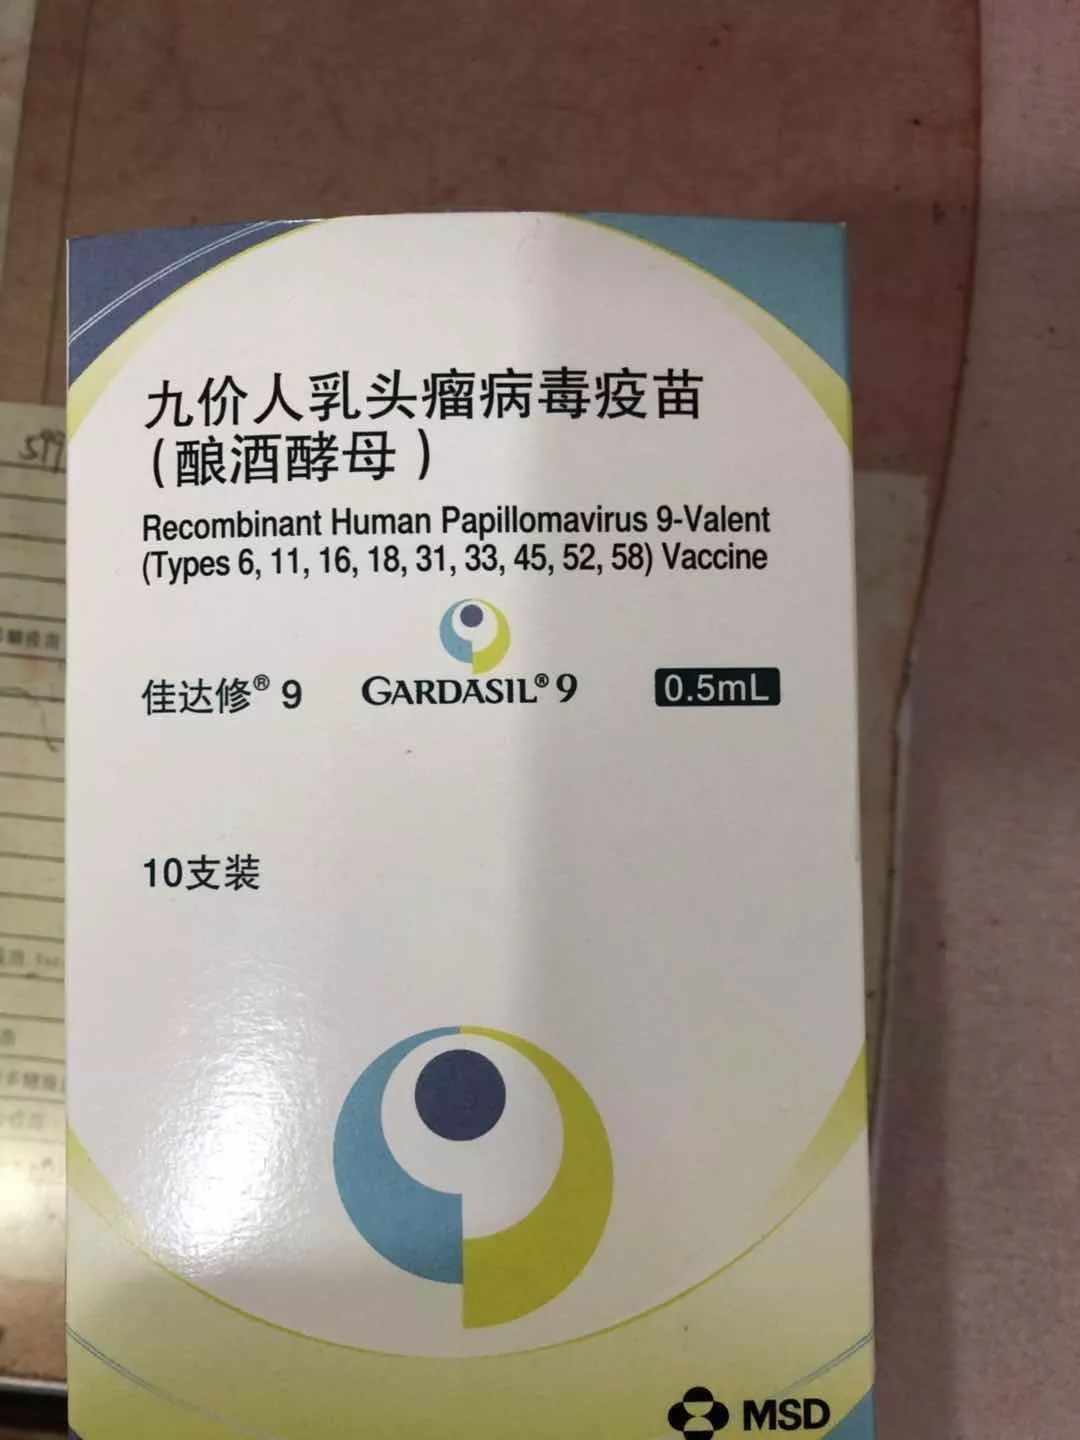 九价人乳头瘤病毒疫苗
(酿酒酵母)
Recombinant Human Papillomavirus 9-Valent
(Types 6, 11, 16, 18, 31, 33, 45, 52, 58) Vaccine
佳达修® 9 GARDASIL® 9 0.5mL
10支装
MSD